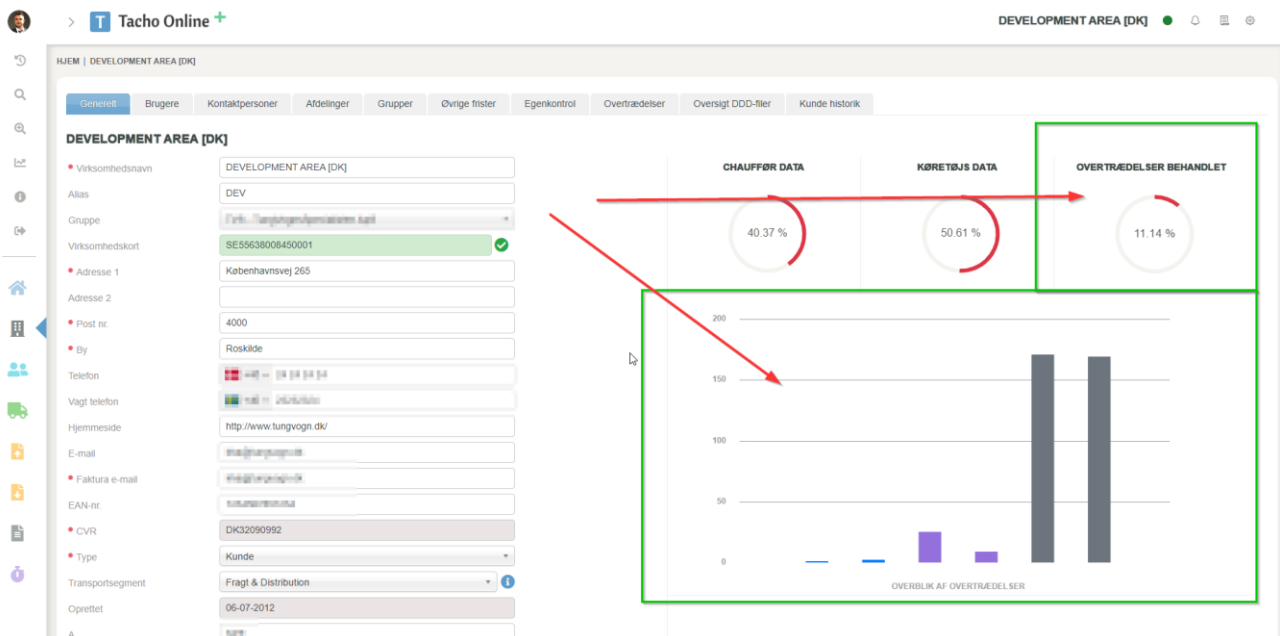 T Tacho Online
DEVELOPMENT AREA [DK]
HJEM | DEVELOPMENT AREA [DK]
Generelt Brugere Kontaktpersoner Afdelinger Grupper Øvrige frister Egenkontrol Overtrædelser Oversigt DDD-filer Kunde historik
DEVELOPMENT AREA [DK]
* Virksomhedsnavn DEVELOPMENT AREA [DK]
Alias DEV
Gruppe
Virksomhedskort SE55638008450001
* Adresse 1 Københavnsvej 265
Adresse 2
* Post nr. 4000
* By Roskilde
Telefon
Vagt telefon
Hjemmeside http://www.tungvogn.dk/
E-mail
* Faktura e-mail
EAN-nr.
* CVR DK32090992
* Type Kunde
Transportsegment Fragt & Distribution
Oprettet 06-07-2012
CHAUFFØR DATA KØRETØJS DATA OVERTRÆDELSER BEHANDLET
40.37 % 50.61 % 11.14 %
200
150
100
50
0
OVERBLIK AF OVERTRÆDELSER